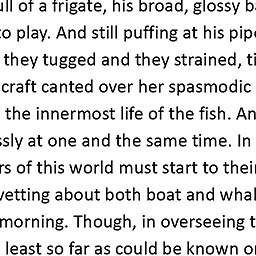 ull of a frigate, his broad, glossy b
to play. And still puffing at his pipe
they tugged and they strained, ti
craft canted over her spasmodic
the innermost life of the fish. An
ssly at one and the same time. In
rs of this world must start to thei
vetting about both boat and whal
morning. Though, in overseeing t
least so far as could be known o